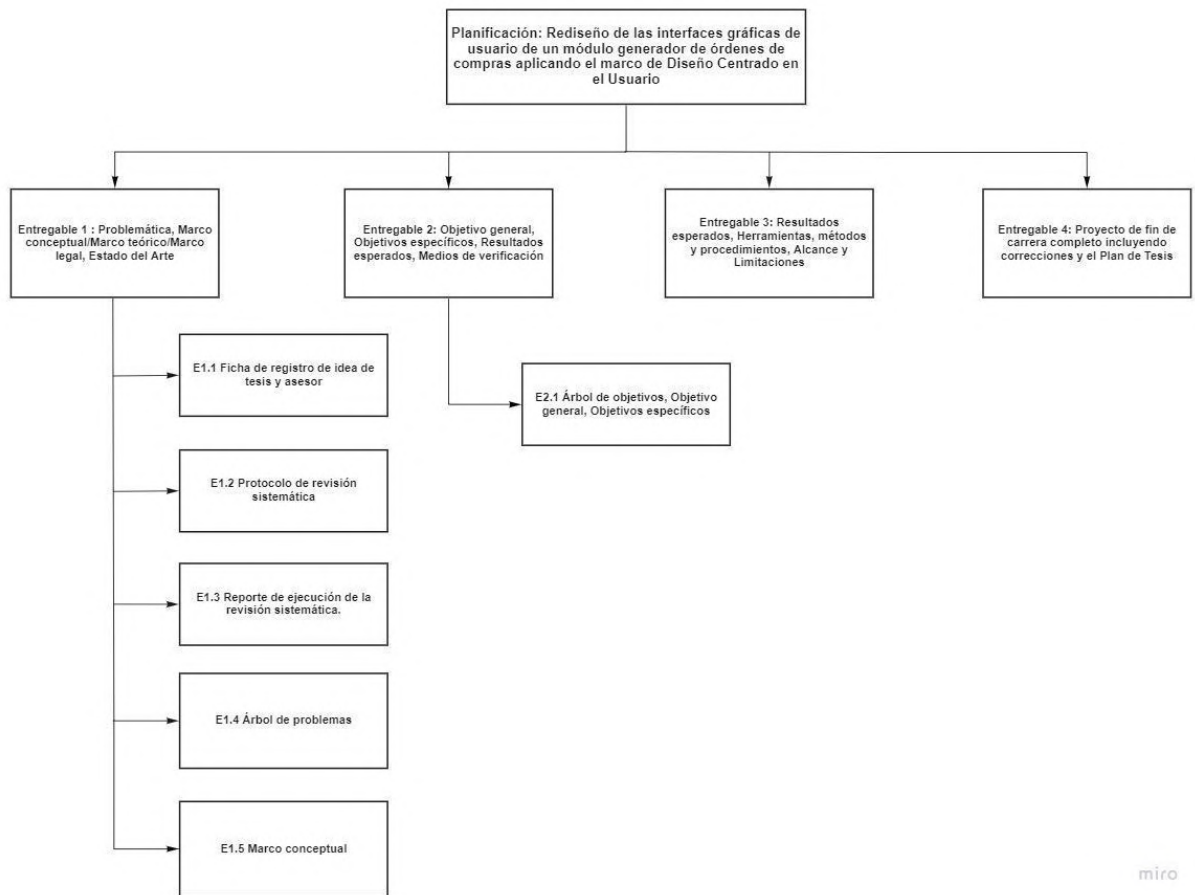 Planificación: Rediseño de las interfaces gráficas de
usuario de un módulo generador de órdenes de
compras aplicando el marco de Diseño Centrado en
el Usuario
Entregable 1 : Problemática, Marco
conceptual/Marco teórico/Marco
legal, Estado del Arte
Entregable 2: Objetivo general,
Objetivos específicos, Resultados
esperados, Medios de verificación
Entregable 3: Resultados
esperados, Herramientas, métodos
y procedimientos, Alcance y
Limitaciones
Entregable 4: Proyecto de fin de
carrera completo incluyendo
correcciones y el Plan de Tesis
E1.1 Ficha de registro de idea de
tesis y asesor
E2.1 Árbol de objetivos, Objetivo
general, Objetivos específicos
E1.2 Protocolo de revisión
sistemática
E1.3 Reporte de ejecución de la
revisión sistemática.
E1.4 Árbol de problemas
E1.5 Marco conceptual
miro